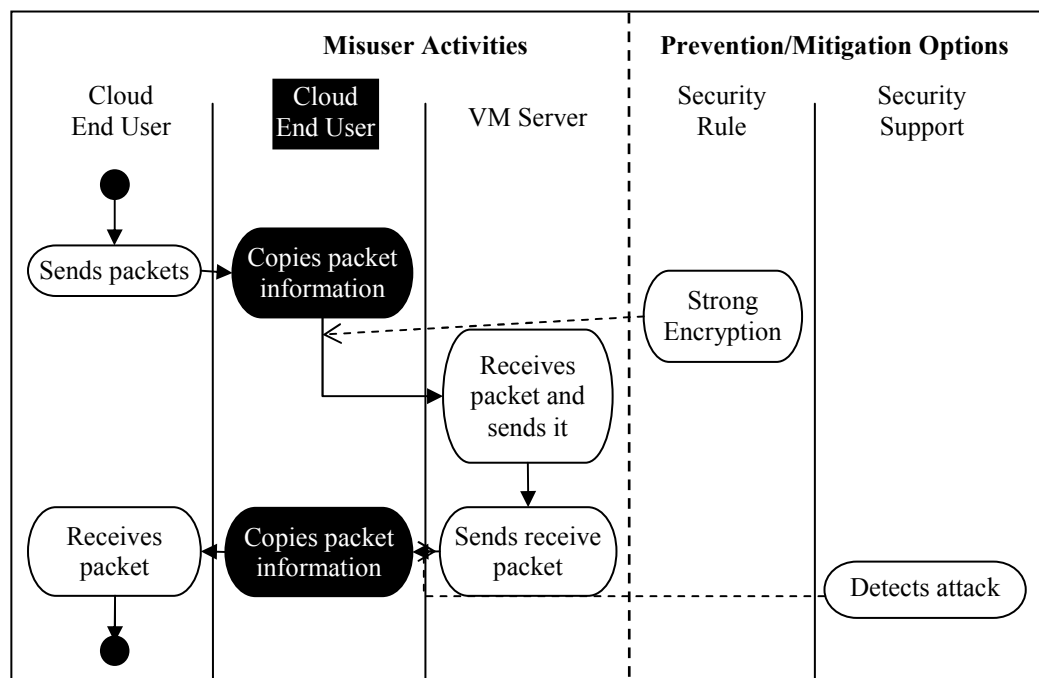 Misuser Activities
Prevention/Mitigation Options
Cloud
End User
Cloud
End User
VM Server
Security
Rule
Security
Support
Sends packets
Copies packet
information
Strong
Encryption
Receives
packet and
sends it
Receives
packet
Copies packet
information
Sends receive
packet
Detects attack